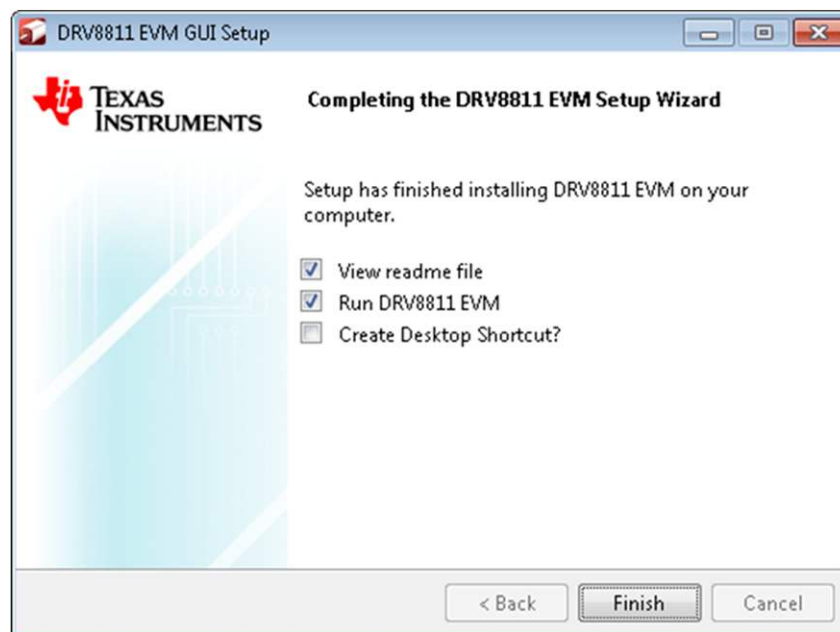 DRV8811 EVM GUI Setup
TEXAS
INSTRUMENTS
Completing the DRV8811 EVM Setup Wizard
Setup has finished installing DRV8811 EVM on your
computer.
View readme file
Run DRV8811 EVM
Create Desktop Shortcut?
< Back
Finish
Cancel